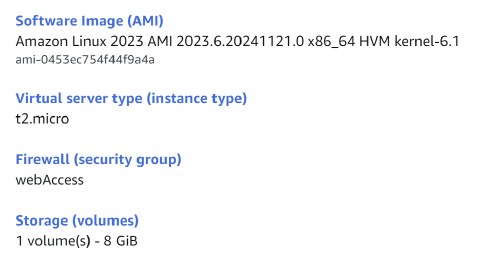 Software Image (AMI)
Amazon Linux 2023 AMI 2023.6.20241121.0 x86_64 HVM kernel-6.1
ami-0453ec754f44f9a4a
Virtual server type (instance type)
t2.micro
Firewall (security group)
webAccess
Storage (volumes)
1 volume(s) - 8 GiB